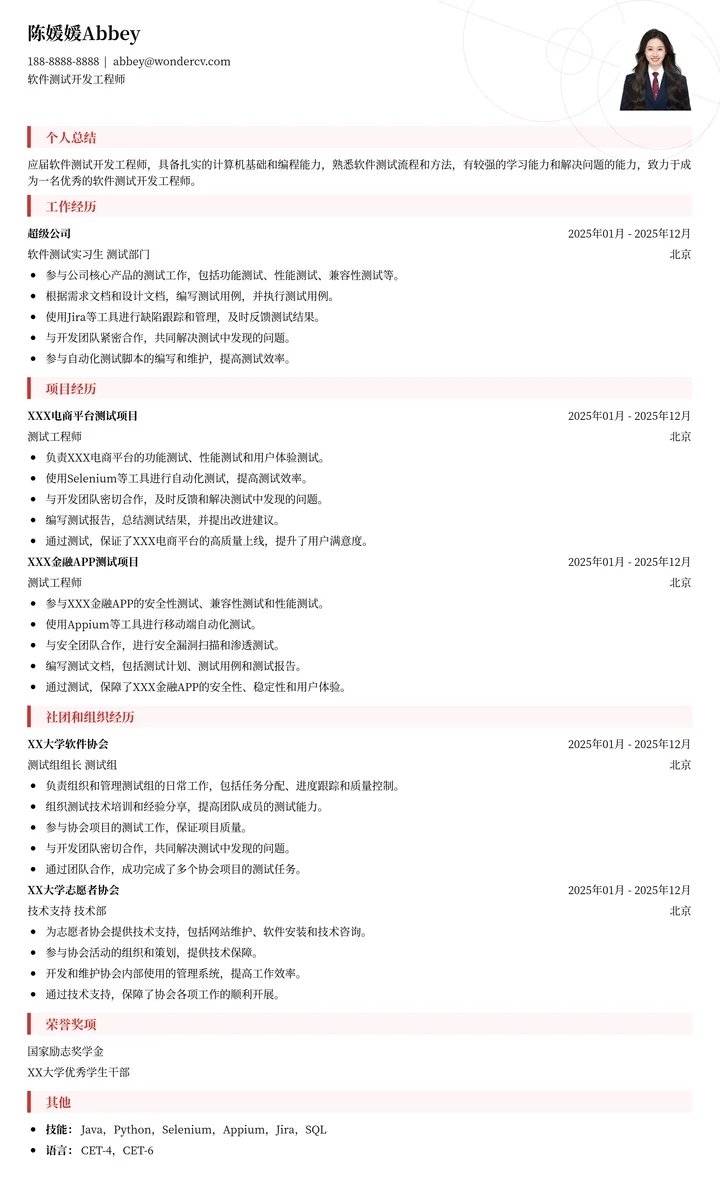 陈媛媛Abbey
188-8888-8888 | abbey@wondercv.com
软件测试开发工程师
个人总结
应届软件测试开发工程师，具备扎实的计算机基础和编程能力，熟悉软件测试流程和方法，有较强的学习能力和解决问题的能力，致力于成
为一名优秀的软件测试开发工程师。
工作经历
超级公司 2025年01月 - 2025年12月
软件测试实习生 测试部门 北京
• 参与公司核心产品的测试工作，包括功能测试、性能测试、兼容性测试等。
• 根据需求文档和设计文档，编写测试用例，并执行测试用例。
• 使用Jira等工具进行缺陷跟踪和管理，及时反馈测试结果。
• 与开发团队紧密合作，共同解决测试中发现的问题。
• 参与自动化测试脚本的编写和维护，提高测试效率。
项目经历
XXX电商平台测试项目 2025年01月 - 2025年12月
测试工程师 北京
• 负责XXX电商平台的功能测试、性能测试和用户体验测试。
• 使用Selenium等工具进行自动化测试，提高测试效率。
• 与开发团队密切合作，及时反馈和解决测试中发现的问题。
• 编写测试报告，总结测试结果，并提出改进建议。
• 通过测试，保证了XXX电商平台的高质量上线，提升了用户满意度。
XXX金融APP测试项目 2025年01月 - 2025年12月
测试工程师 北京
• 参与XXX金融APP的安全性测试、兼容性测试和性能测试。
• 使用Appium等工具进行移动端自动化测试。
• 与安全团队合作，进行安全漏洞扫描和渗透测试。
• 编写测试文档，包括测试计划、测试用例和测试报告。
• 通过测试，保障了XXX金融APP的安全性、稳定性和用户体验。
社团和组织经历
XX大学软件协会 2025年01月 - 2025年12月
测试组组长 测试组 北京
• 负责组织和管理测试组的日常工作，包括任务分配、进度跟踪和质量控制。
• 组织测试技术培训和经验分享，提高团队成员的测试能力。
• 参与协会项目的测试工作，保证项目质量。
• 与开发团队密切合作，共同解决测试中发现的问题。
• 通过团队合作，成功完成了多个协会项目的测试任务。
XX大学志愿者协会 2025年01月 - 2025年12月
技术支持 技术部 北京
• 为志愿者协会提供技术支持，包括网站维护、软件安装和技术咨询。
• 参与协会活动的组织和策划，提供技术保障。
• 开发和维护协会内部使用的管理系统，提高工作效率。
• 通过技术支持，保障了协会各项工作的顺利开展。
荣誉奖项
国家励志奖学金
XX大学优秀学生干部
其他
• 技能： Java，Python，Selenium，Appium，Jira，SQL
• 语言： CET-4，CET-6